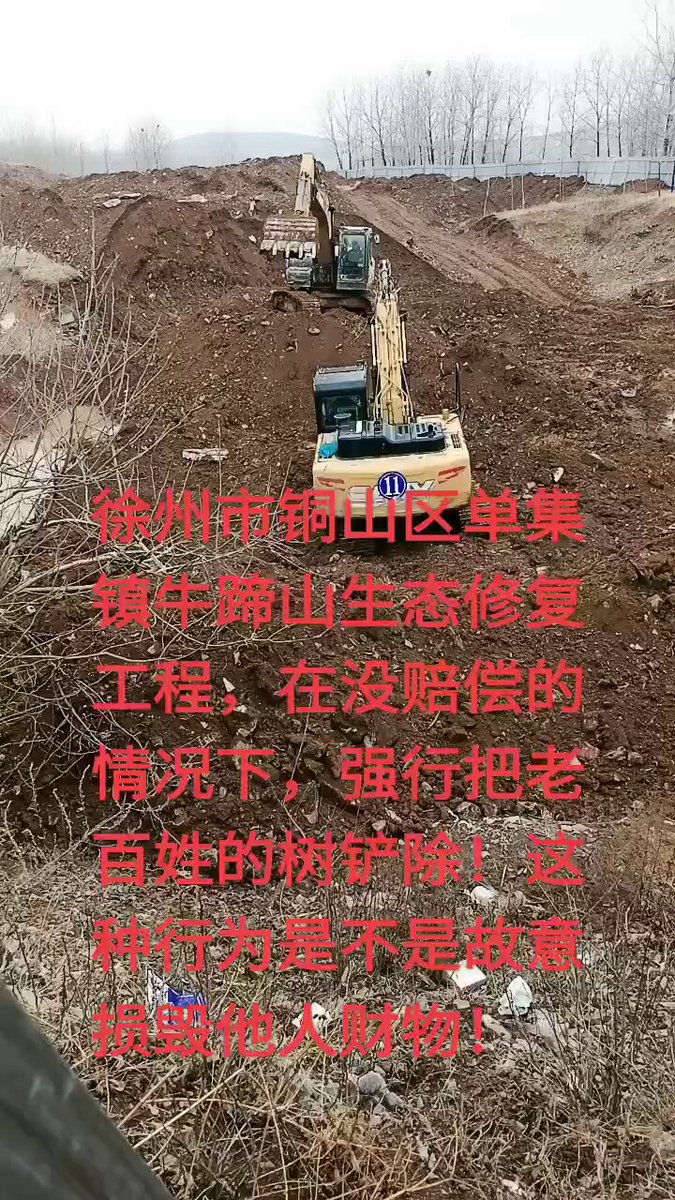 11
徐州市铜山区单集
镇牛蹄山生态修复
工程，在没赔偿的
情况下，强行把老
百姓的树铲除！这
种行为是不是故意
损毁他人财物！